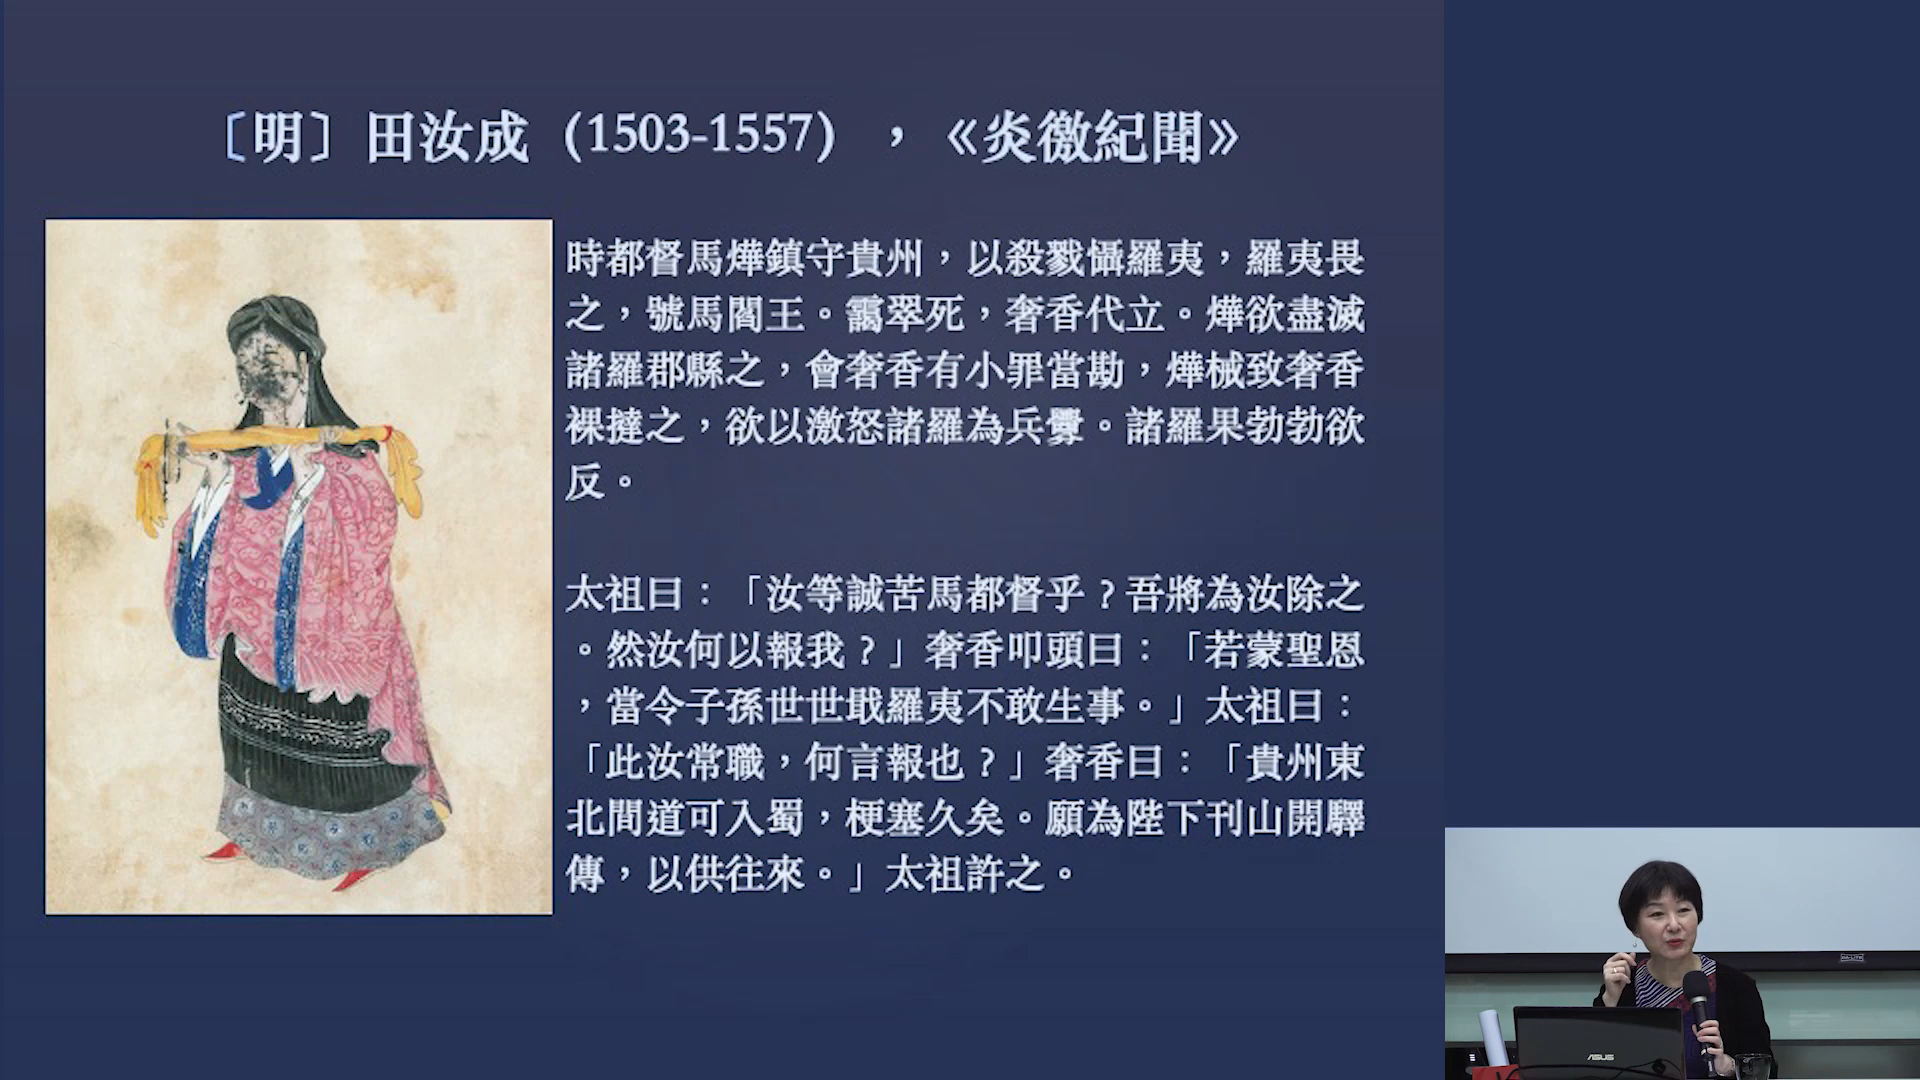 〔明〕田汝成（1503-1557），《炎徼紀聞》
時都督馬燁鎮守貴州，以殺戮懾羅夷，羅夷畏
之，號馬閻王。靄翠死，奢香代立。燁欲盡滅
諸羅郡縣之，會奢香有小罪當勘，燁械致奢香
裸撻之，欲以激怒諸羅為兵釁。諸羅果勃勃欲
反。
太祖曰：「汝等誠苦馬都督乎？吾將為汝除之
。然汝何以報我？」奢香叩頭曰：「若蒙聖恩
，當令子孫世世戢羅夷不敢生事。」太祖曰：
「此汝常職，何言報也？」奢香曰：「貴州東
北間道可入蜀，梗塞久矣。願為陛下刊山開驛
傳，以供往來。」太祖許之。
DA-LITE
ASUS